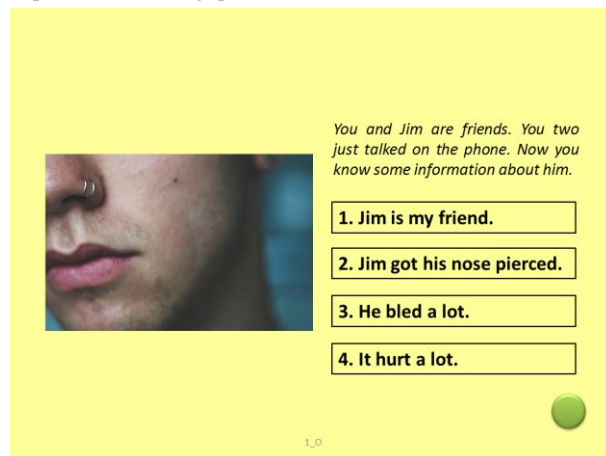 You and Jim are friends. You two
just talked on the phone. Now you
know some information about him.
1. Jim is my friend.
2. Jim got his nose pierced.
3. He bled a lot.
4. It hurt a lot.
1_O